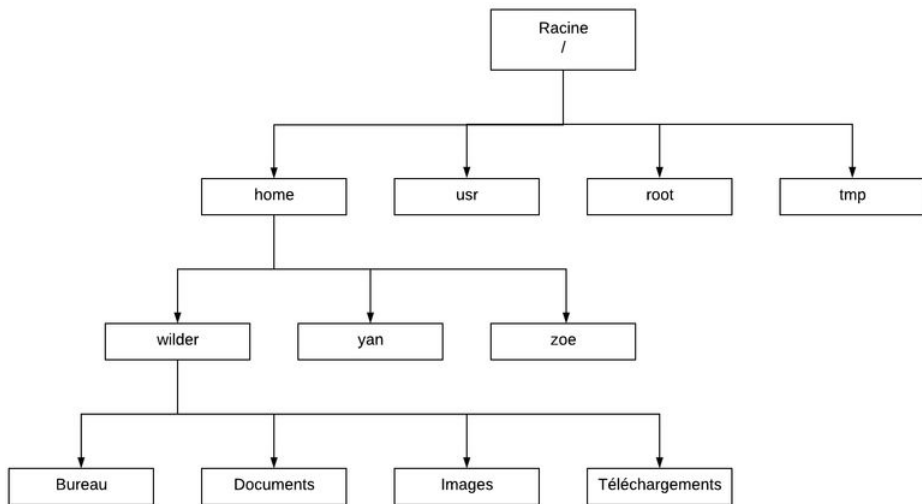 Racine
/
home
usr
root
tmp
wilder
yan
zoe
Bureau
Documents
Images
Téléchargements